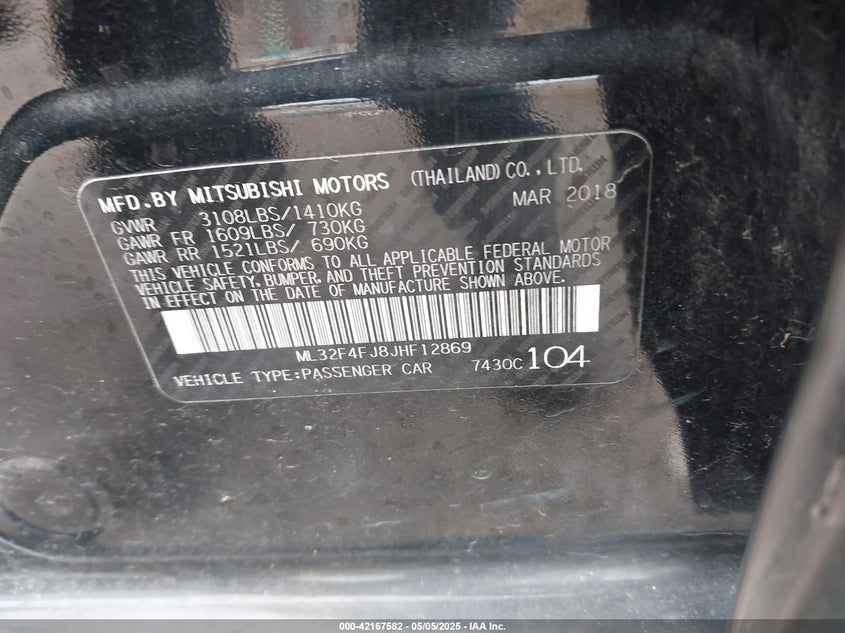 MFD.BY MITSUBISHI MOTORS (THAILAND)CO.,LTD.
GVWR 3108LBS/1410KG MAR 2018
GAWR FR 1609LBS/ 730KG
GAWR RR 1521LBS/ 690KG
THIS VEHICLE CONFORMS TO ALL APPLICABLE FEDERAL MOTOR
VEHICLE SAFETY, BUMPER, AND THEFT PREVENTION STANDARDS
IN EFFECT ON THE DATE OF MANUFACTURE SHOWN ABOVE.
ML32F4FJ8JHF12869
VEHICLE TYPE:PASSENGER CAR 7430C 104
000-42167582 - 05/05/2025 - IAA Inc.